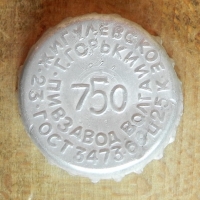 ЖИГУЛЕВСКОЕ
Г.ГОРЬКИЙ
750
ПИВЗАВОД ВОЛГА
ГОСТ 3473